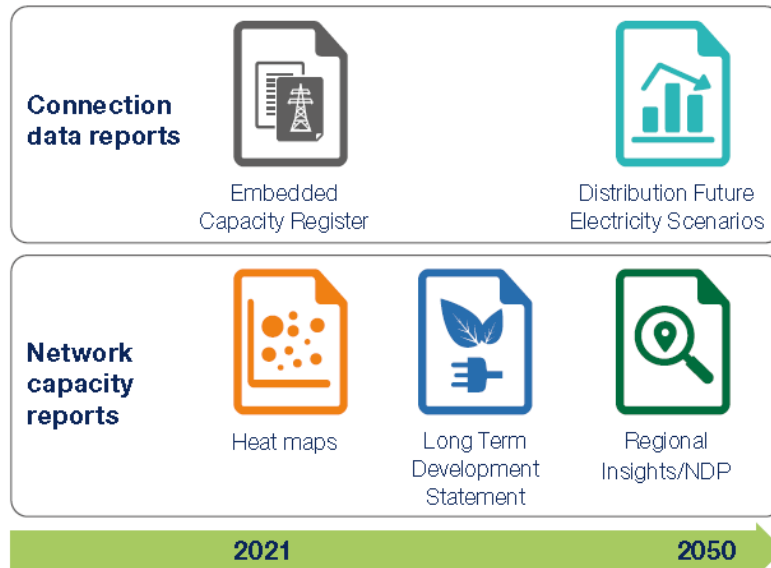 Connection
data reports
Embedded
Capacity Register
Distribution Future
Electricity Scenarios
Network
capacity
reports
Heat maps
Long Term
Development
Statement
Regional
Insights/NDP
2021
2050